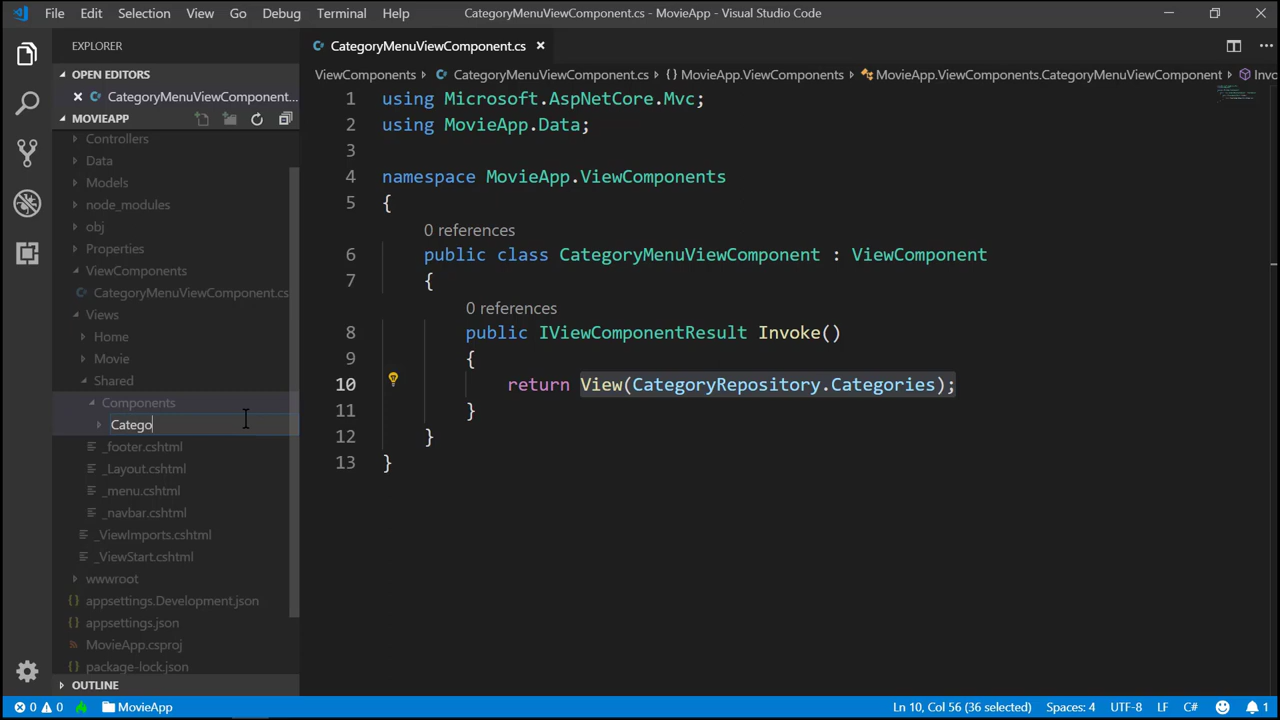 File Edit Selection View Go Debug Terminal Help CategoryMenuViewComponent.cs - MovieApp - Visual Studio Code
EXPLORER
CategoryMenuViewComponent.cs
OPEN EDITORS
CategoryMenuViewComponent...
MOVIEAPP
Controllers
Data
Models
node_modules
obj
Properties
ViewComponents
CategoryMenuViewComponent.cs
Views
Home
Movie
Shared
Components
Catego
_footer.cshtml
_Layout.cshtml
_menu.cshtml
_navbar.cshtml
_ViewImports.cshtml
_ViewStart.cshtml
wwwroot
{} appsettings.Development.json
{} appsettings.json
MovieApp.csproj
{} package-lock.json
OUTLINE
ViewComponents CategoryMenuViewComponent.cs {} MovieApp.ViewComponents MovieApp.ViewComponents.CategoryMenuViewComponent Invo
1 using Microsoft.AspNetCore.Mvc;
2 using MovieApp.Data;
3
4 namespace MovieApp.ViewComponents
5 {
0 references
6 public class CategoryMenuViewComponent : ViewComponent
7 {
0 references
8 public IViewComponentResult Invoke()
9 {
10 return View(CategoryRepository.Categories);
11 }
12 }
13 }
0 0 MovieApp Ln 10, Col 56 (36 selected) Spaces: 4 UTF-8 LF C# 1